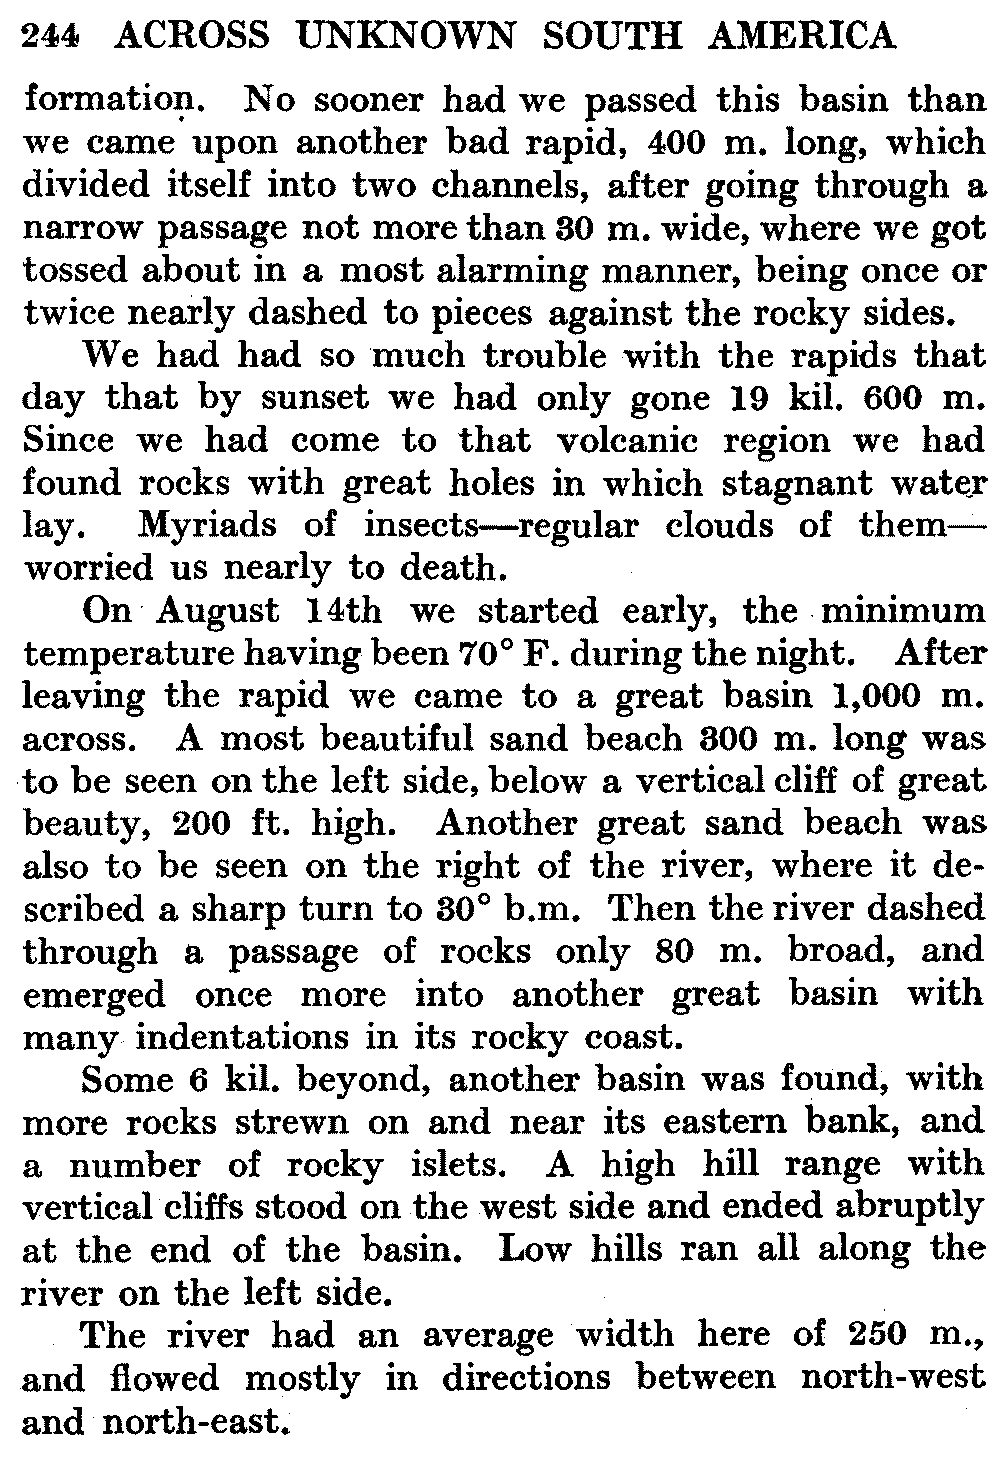 244 ACROSS UNKNOWN SOUTH AMERICA
formation. No sooner had we passed this basin than
we came upon another bad rapid, 400 m. long, which
divided itself into two channels, after going through a
narrow passage not more than 30 m. wide, where we got
tossed about in a most alarming manner, being once or
twice nearly dashed to pieces against the rocky sides.
We had had so much trouble with the rapids that
day that by sunset we had only gone 19 kil. 600 m.
Since we had come to that volcanic region we had
found rocks with great holes in which stagnant water
lay. Myriads of insects—regular clouds of them—
worried us nearly to death.
On August 14th we started early, the minimum
temperature having been 70° F. during the night. After
leaving the rapid we came to a great basin 1,000 m.
across. A most beautiful sand beach 300 m. long was
to be seen on the left side, below a vertical cliff of great
beauty, 200 ft. high. Another great sand beach was
also to be seen on the right of the river, where it de-
scribed a sharp turn to 30° b.m. Then the river dashed
through a passage of rocks only 80 m. broad, and
emerged once more into another great basin with
many indentations in its rocky coast.
Some 6 kil. beyond, another basin was found, with
more rocks strewn on and near its eastern bank, and
a number of rocky islets. A high hill range with
vertical cliffs stood on the west side and ended abruptly
at the end of the basin. Low hills ran all along the
river on the left side.
The river had an average width here of 250 m.,
and flowed mostly in directions between north-west
and north-east.